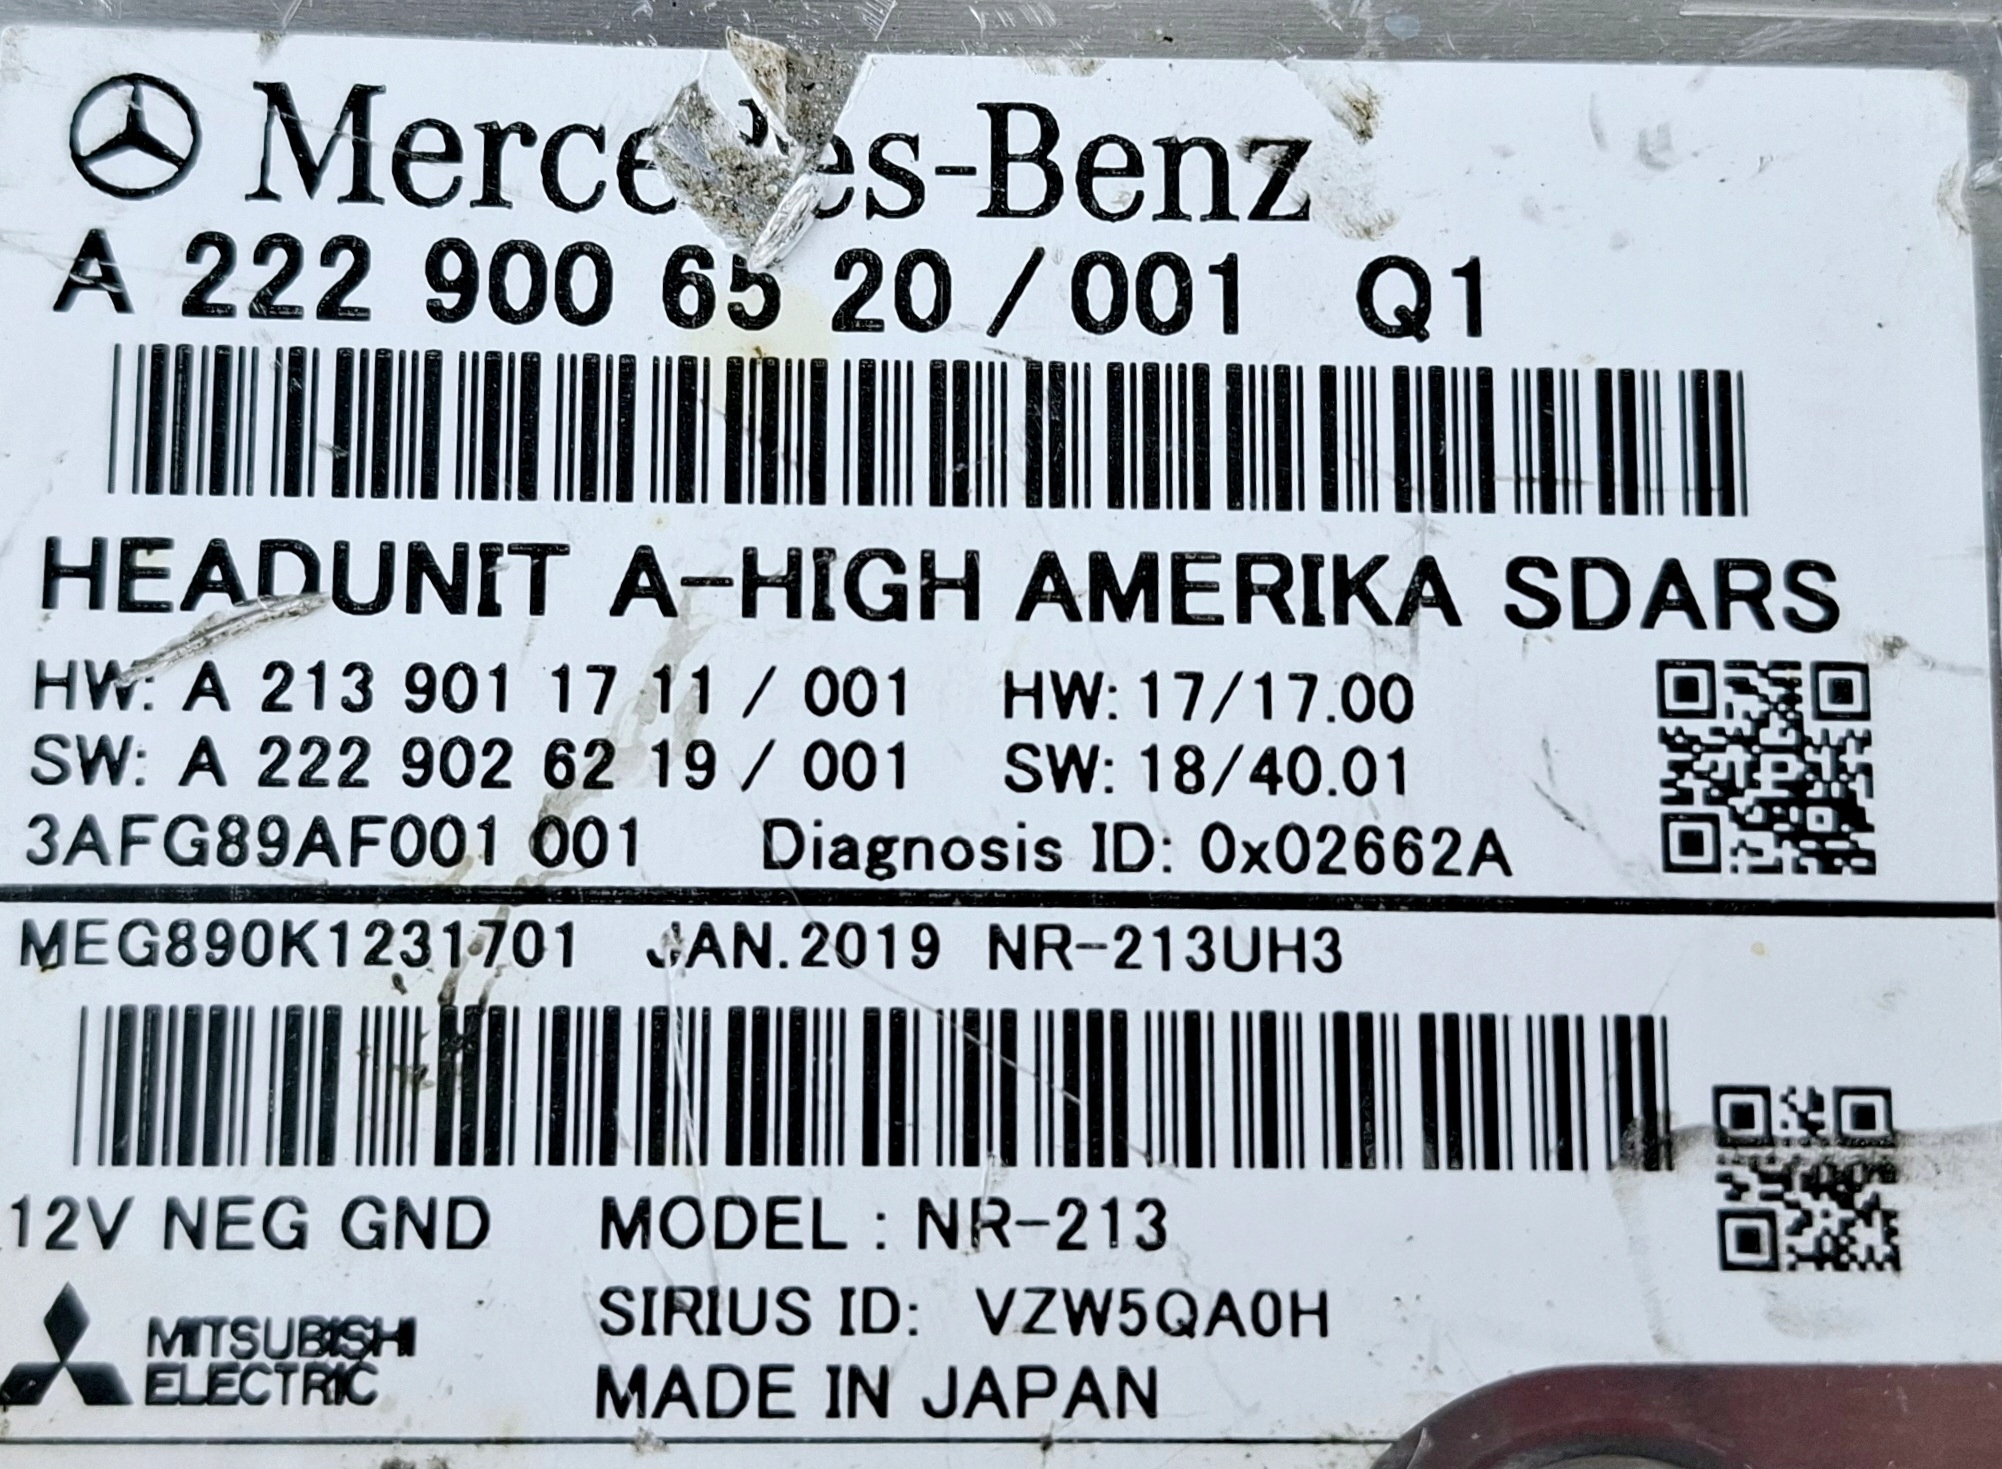 Mercedes-Benz
A 222 900 65 20 / 001 Q1
HEADUNIT A-HIGH AMERIKA SDARS
HW: A 213 901 17 11 / 001 HW: 17/17.00
SW: A 222 902 62 19 / 001 SW: 18/40.01
3AFG89AF001 001 Diagnosis ID: 0x02662A
MEG890K1231701 JAN.2019 NR-213UH3
12V NEG GND MODEL : NR-213
SIRIUS ID: VZW5QA0H
MITSUBISHI
ELECTRIC
MADE IN JAPAN